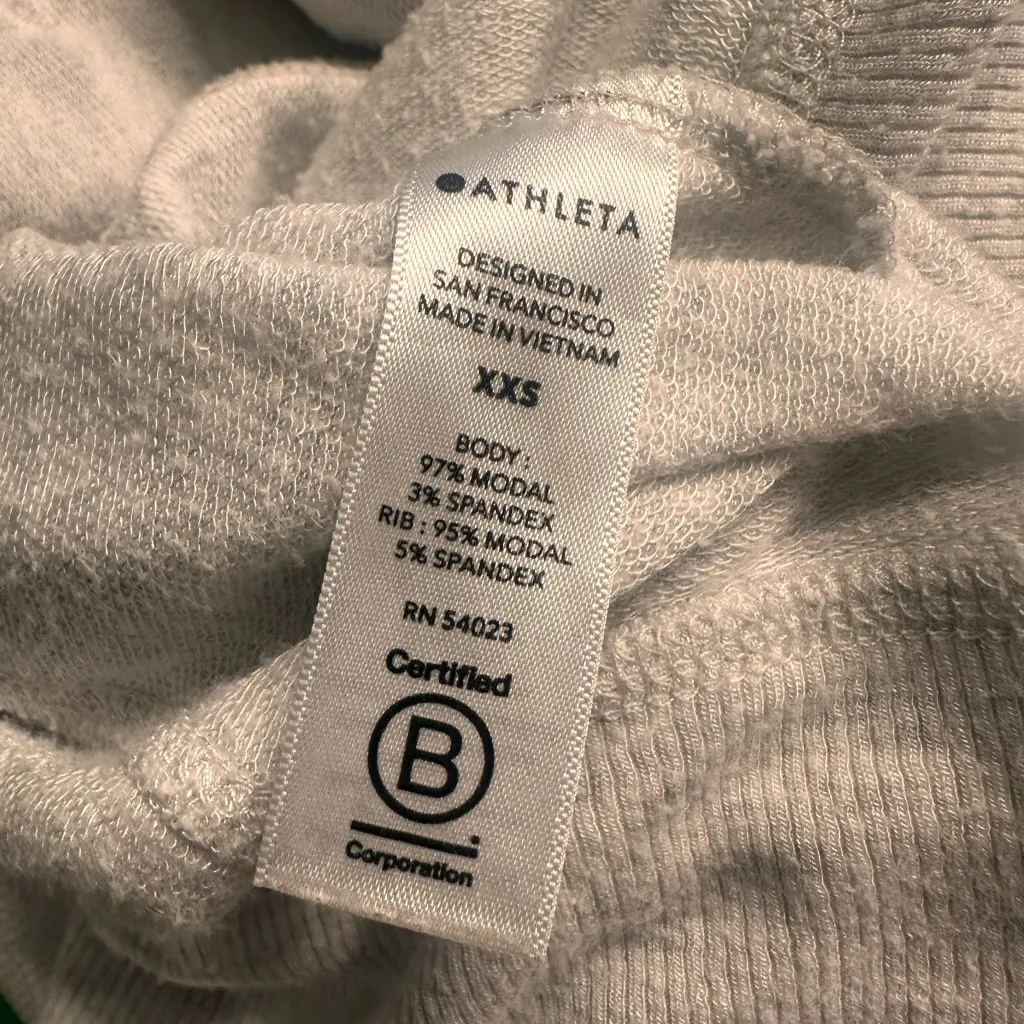 ATHLETA
DESIGNED IN
SAN FRANCISCO
MADE IN VIETNAM
XXS
BODY :
97% MODAL
3% SPANDEX
RIB : 95% MODAL
5% SPANDEX
RN 54023
Certified
B
Corporation